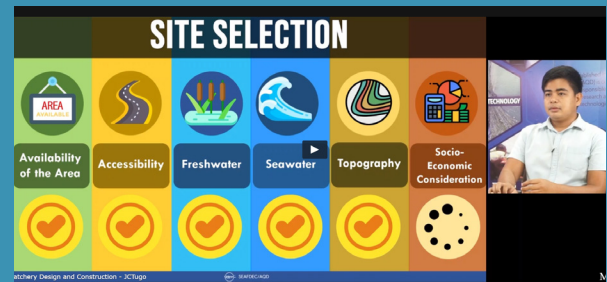 SITE SELECTION
AREA
AVAILABLE
TECHNOLOGY
Availability
of the Area
Accessibility
Freshwater
Seawater
Topography
Socio-
Economic
Consideration
atchery Design and Construction - JCTugo
SEAFDEC/AQD
M